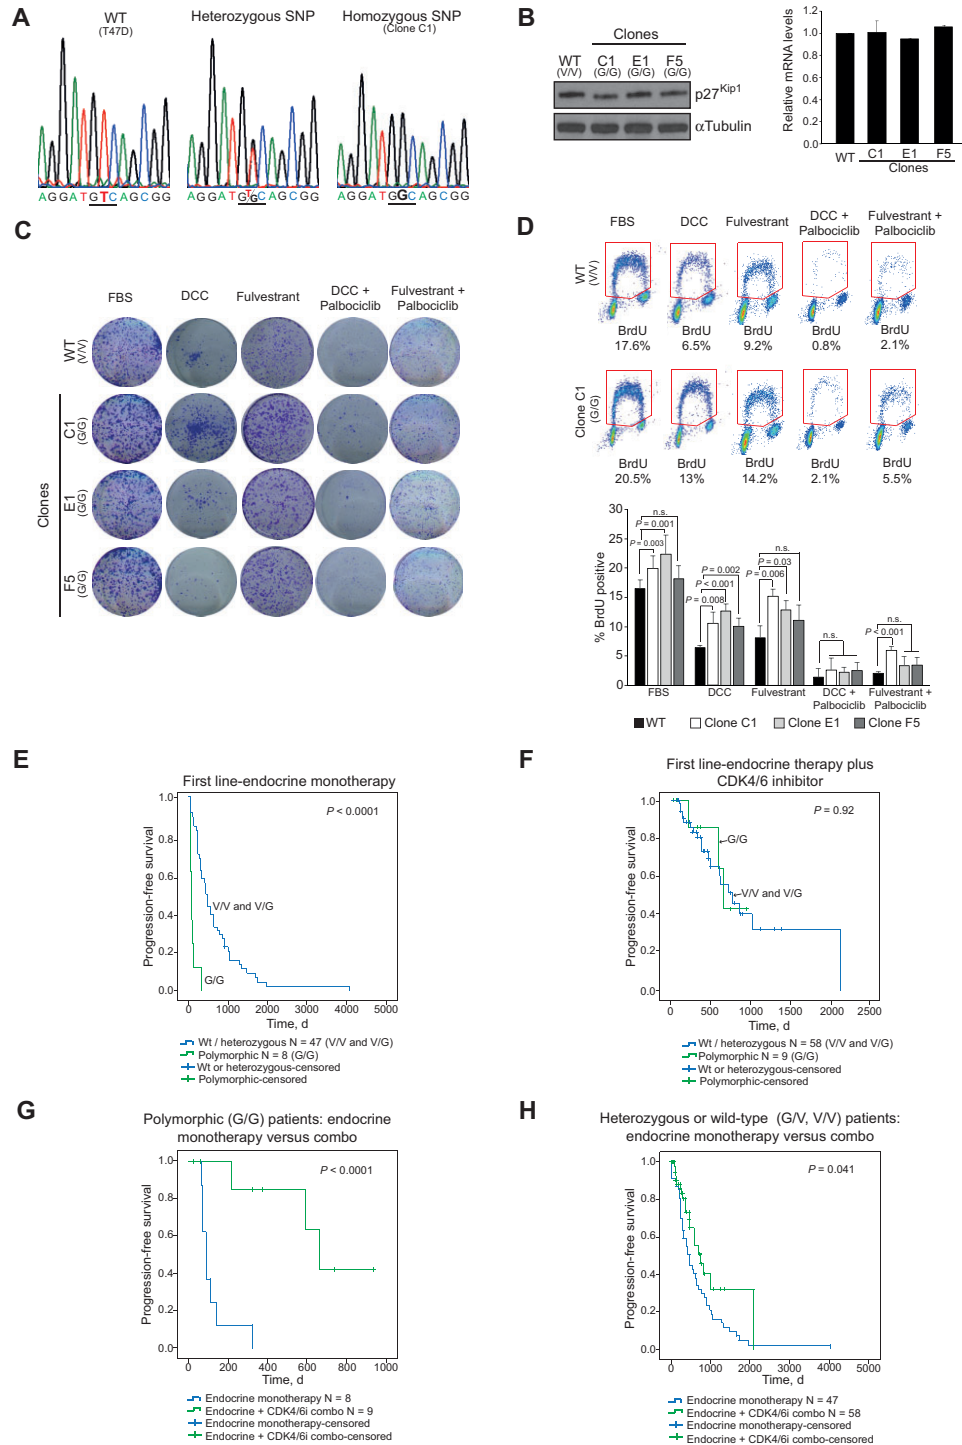 A
WT
(T47D)
Heterozygous SNP
Homozygous SNP
(Clone C1)
AGGATGTCAGCGG
AGGATGT/GCAGCGG
AGGATGGCAGCGG
B
Clones
WT
(V/V)
C1
(G/G)
E1
(G/G)
F5
(G/G)
p27Kip1
αTubulin
Relative mRNA levels
1.2
1.0
0.8
0.6
0.4
0.2
0.0
WT
C1
E1
F5
Clones
C
FBS
DCC
Fulvestrant
DCC +
Palbociclib
Fulvestrant +
Palbociclib
WT
(V/V)
Clones
C1
(G/G)
E1
(G/G)
F5
(G/G)
D
FBS
DCC
Fulvestrant
DCC +
Palbociclib
Fulvestrant +
Palbociclib
WT
(V/V)
BrdU
17.6%
BrdU
6.5%
BrdU
9.2%
BrdU
0.8%
BrdU
2.1%
Clone C1
(G/G)
BrdU
20.5%
BrdU
13%
BrdU
14.2%
BrdU
2.1%
BrdU
5.5%
% BrdU positive
30
25
20
15
10
5
0
n.s.
P = 0.001
P = 0.003
P = 0.002
P < 0.001
P = 0.008
n.s.
P = 0.03
P = 0.006
n.s.
n.s.
P < 0.001
FBS
DCC
Fulvestrant
DCC +
Palbociclib
Fulvestrant +
Palbociclib
WT
Clone C1
Clone E1
Clone F5
E
First line-endocrine monotherapy
P < 0.0001
Progression-free survival
1.0
0.8
0.6
0.4
0.2
0.0
V/V and V/G
G/G
0 1000 2000 3000 4000 5000
Time, d
Wt / heterozygous N = 47 (V/V and V/G)
Polymorphic N = 8 (G/G)
Wt or heterozygous-censored
Polymorphic-censored
F
First line-endocrine therapy plus
CDK4/6 inhibitor
P = 0.92
Progression-free survival
1.0
0.8
0.6
0.4
0.2
0.0
G/G
V/V and V/G
0 500 1000 1500 2000 2500
Time, d
Wt / heterozygous N = 58 (V/V and V/G)
Polymorphic N = 9 (G/G)
Wt or heterozygous-censored
Polymorphic-censored
G
Polymorphic (G/G) patients: endocrine
monotherapy versus combo
P < 0.0001
Progression-free survival
1.0
0.8
0.6
0.4
0.2
0.0
0 200 400 600 800 1000
Time, d
Endocrine monotherapy N = 8
Endocrine + CDK4/6i combo N = 9
Endocrine monotherapy-censored
Endocrine + CDK4/6i combo-censored
H
Heterozygous or wild-type (G/V, V/V) patients:
endocrine monotherapy versus combo
P = 0.041
Progression-free survival
1.0
0.8
0.6
0.4
0.2
0.0
0 1000 2000 3000 4000 5000
Time, d
Endocrine monotherapy N = 47
Endocrine + CDK4/6i combo N = 58
Endocrine monotherapy-censored
Endocrine + CDK4/6i combo-censored